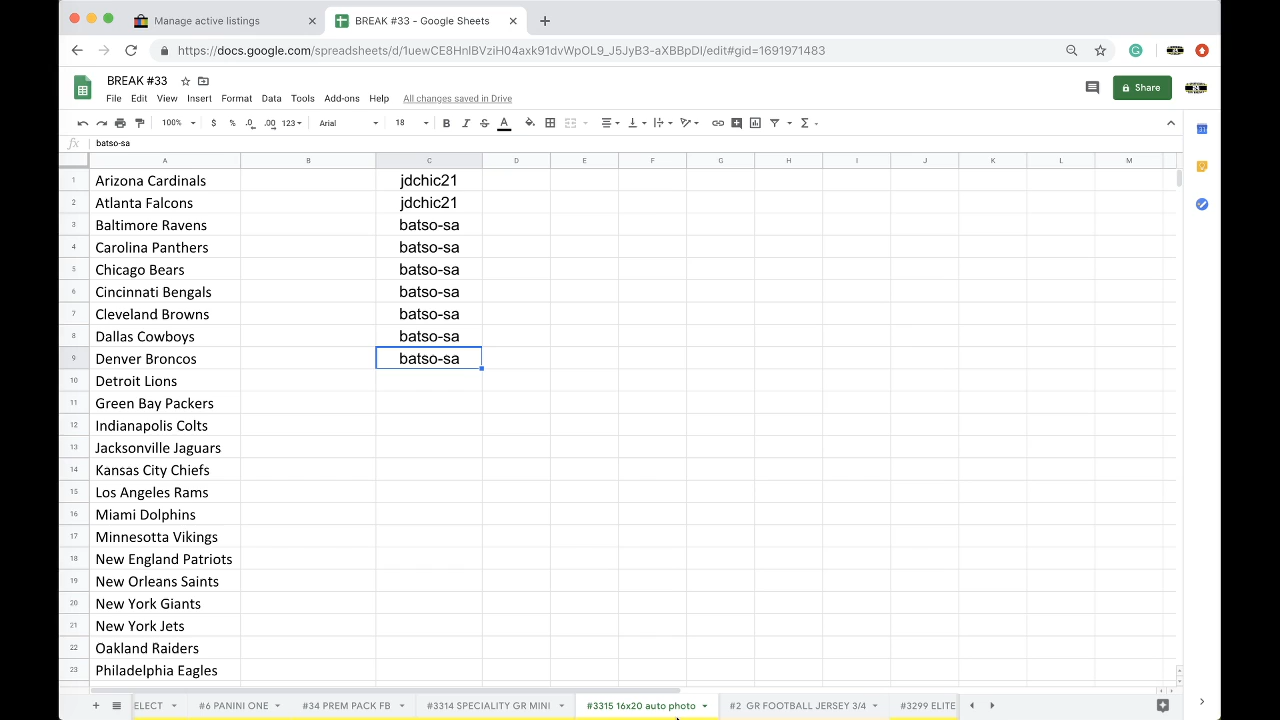 Manage active listings
BREAK #33 - Google Sheets
https://docs.google.com/spreadsheets/d/1uewCE8HnlBVziH04axk91dvWpOL9_J5JyB3-aXBBpDI/edit#gid=1691971483
BREAK #33
File Edit View Insert Format Data Tools Add-ons Help All changes saved in Drive
Share
100% $ % .0 .00 123 Arial 18 B I S A
fx batso-sa
A B C D E F G H I J K L M
1 Arizona Cardinals jdchic21
2 Atlanta Falcons jdchic21
3 Baltimore Ravens batso-sa
4 Carolina Panthers batso-sa
5 Chicago Bears batso-sa
6 Cincinnati Bengals batso-sa
7 Cleveland Browns batso-sa
8 Dallas Cowboys batso-sa
9 Denver Broncos batso-sa
10 Detroit Lions
11 Green Bay Packers
12 Indianapolis Colts
13 Jacksonville Jaguars
14 Kansas City Chiefs
15 Los Angeles Rams
16 Miami Dolphins
17 Minnesota Vikings
18 New England Patriots
19 New Orleans Saints
20 New York Giants
21 New York Jets
22 Oakland Raiders
23 Philadelphia Eagles
ELECT #6 PANINI ONE #34 PREM PACK FB #3314 SPECIALITY GR MINI #3315 16x20 auto photo #2 GR FOOTBALL JERSEY 3/4 #3299 ELITE